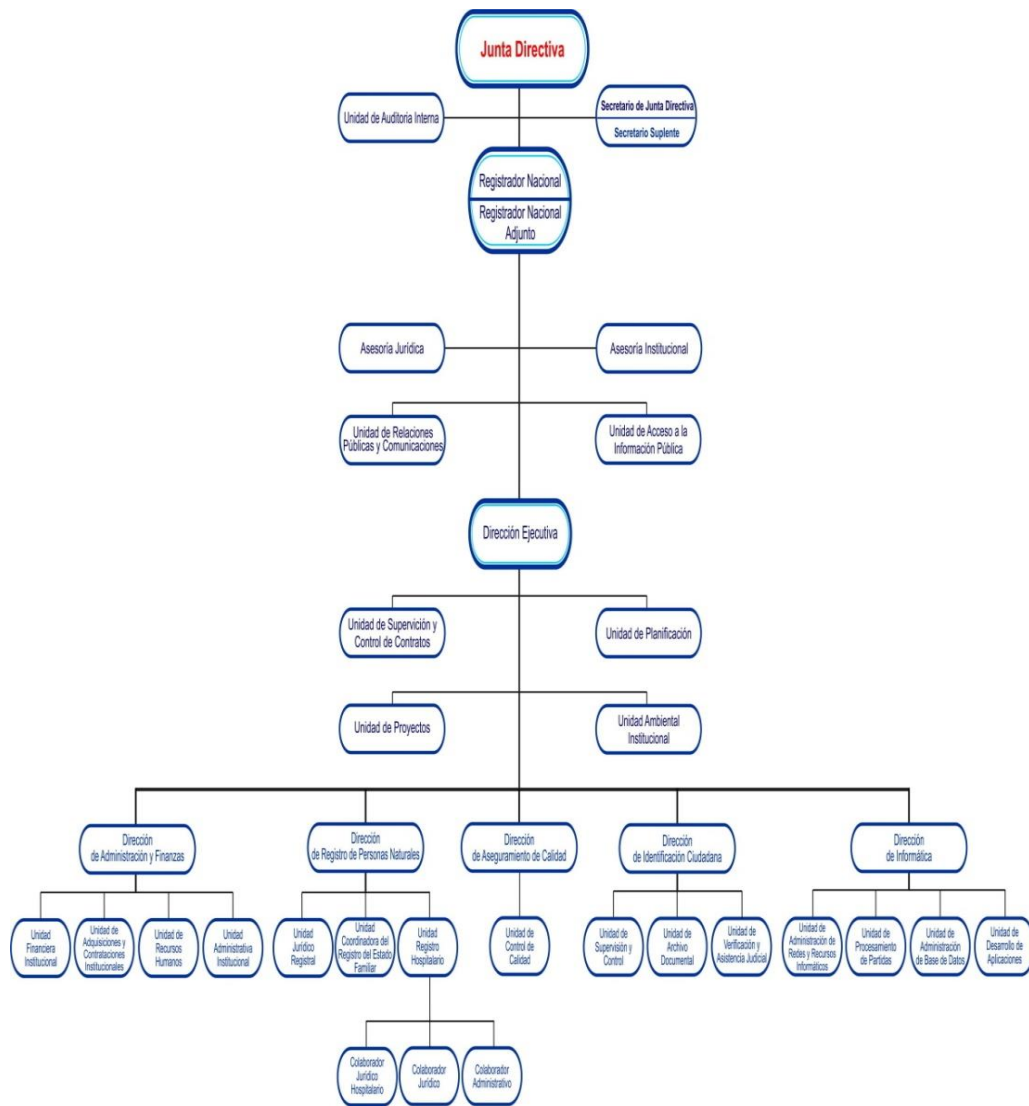 Junta Directiva
Unidad de Auditoria Interna
Secretario de Junta Directiva
Secretario Suplente
Registrador Nacional
Registrador Nacional
Adjunto
Asesoría Jurídica
Asesoría Institucional
Unidad de Relaciones
Públicas y Comunicaciones
Unidad de Acceso a la
Información Pública
Dirección Ejecutiva
Unidad de Supervición y
Control de Contratos
Unidad de Planificación
Unidad de Proyectos
Unidad Ambiental
Institucional
Dirección
de Administración y Finanzas
Dirección
de Registro de Personas Naturales
Dirección
de Aseguramiento de Calidad
Dirección
de Identificación Ciudadana
Dirección
de Informática
Unidad
Financiera
Institucional
Unidad de
Adquisiciones y
Contrataciones
Institucionales
Unidad de
Recursos
Humanos
Unidad
Administrativa
Institucional
Unidad
Jurídico
Registral
Unidad
Coordinadora del
Registro del Estado
Familiar
Unidad
Registro
Hospitalario
Unidad de
Control de
Calidad
Unidad de
Supervisión y
Control
Unidad de
Archivo
Documental
Unidad de
Verificación y
Asistencia Judicial
Unidad de
Administración de
Redes y Recursos
Informáticos
Unidad de
Procesamiento
de Partidas
Unidad de
Administración
de Base de Datos
Unidad de
Desarrollo de
Aplicaciones
Colaborador
Jurídico
Hospitalario
Colaborador
Jurídico
Colaborador
Administrativo